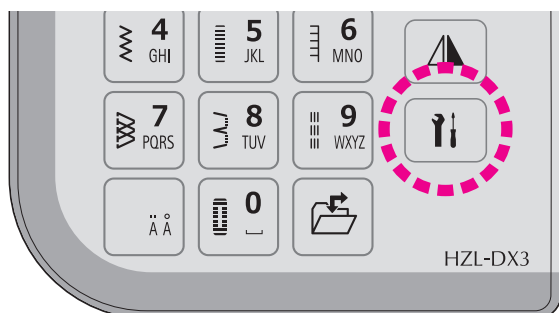 4 5 6
GHI JKL MNO
7 8 9
PQRS TUV WXYZ
Ä Å 0
HZL-DX3